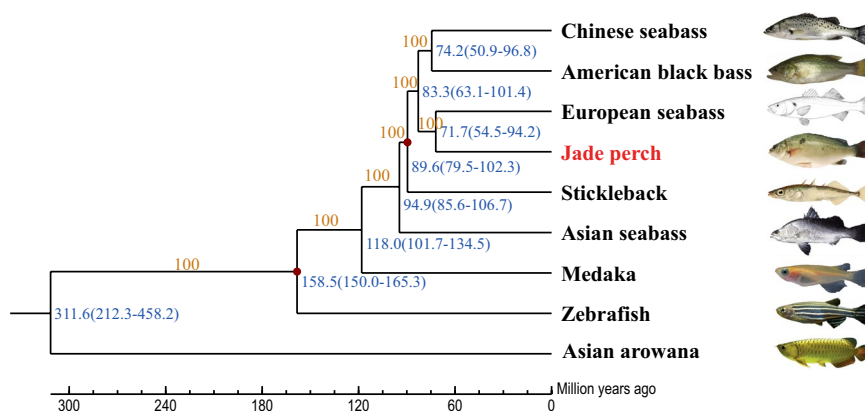 Chinese seabass
100
74.2(50.9-96.8)
American black bass
100
83.3(63.1-101.4)
European seabass
100
100
71.7(54.5-94.2)
Jade perch
89.6(79.5-102.3)
100
Stickleback
94.9(85.6-106.7)
100
Asian seabass
118.0(101.7-134.5)
100
Medaka
158.5(150.0-165.3)
Zebrafish
311.6(212.3-458.2)
Asian arowana
300 240 180 120 60 0 Million years ago